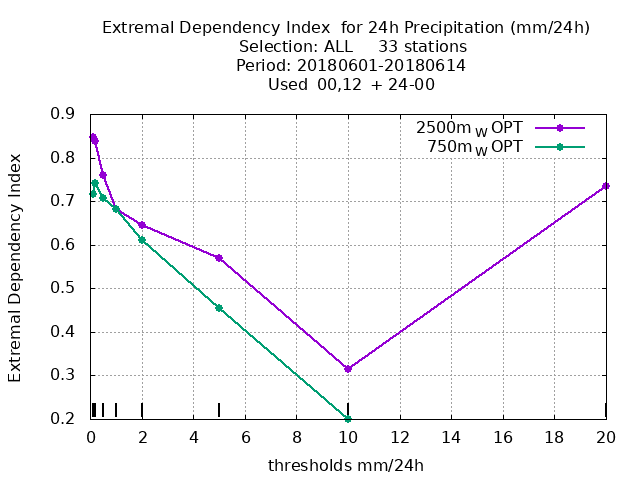 Extremal Dependency Index  for 24h Precipitation (mm/24h)
Selection: ALL     33 stations
Period: 20180601-20180614
Used  00,12  + 24-00
2500m W OPT
750m W OPT
Extremal Dependency Index
0.9
0.8
0.7
0.6
0.5
0.4
0.3
0.2
0 2 4 6 8 10 12 14 16 18 20
thresholds mm/24h